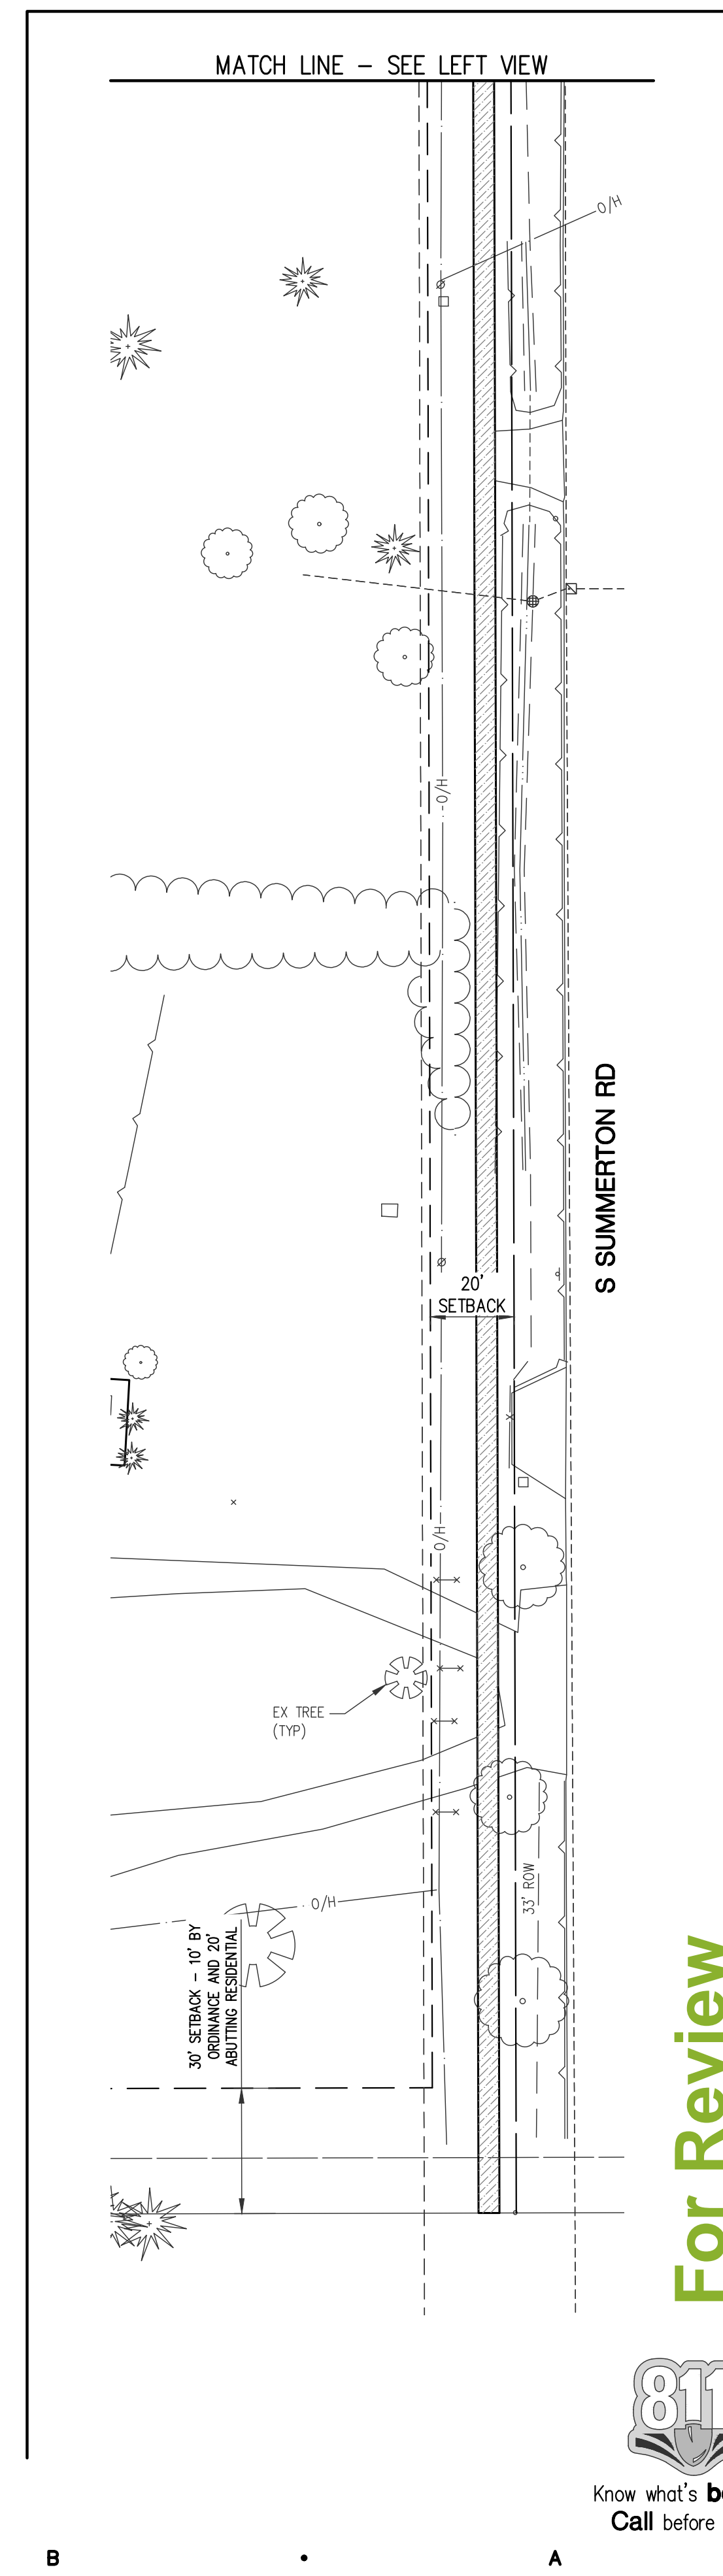 MATCH LINE - SEE LEFT VIEW
O/H
O/H
S SUMMERTON RD
20'
SETBACK
O/H
EX TREE
(TYP)
33' ROW
O/H
30' SETBACK - 10' BY
ORDINANCE AND 20'
ABUTTING RESIDENTIAL
For Review
811
Know what's
Call before
B
A